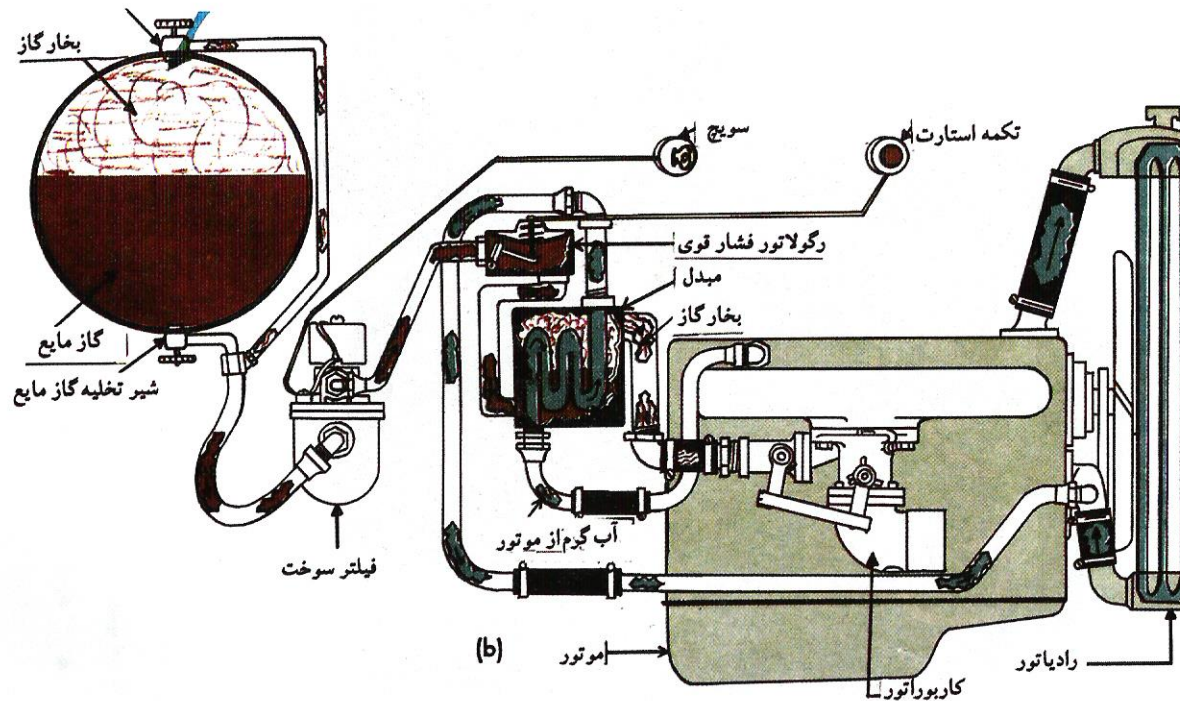 بخار گاز
سویچ
تکمه استارت
رگولاتور فشار قوی
مبدل
بخار گاز
گاز مایع
شیر تخلیه گاز مایع
آب گرم از موتور
فیلتر سوخت
(b)
موتور
کاربوراتور
رادیاتور